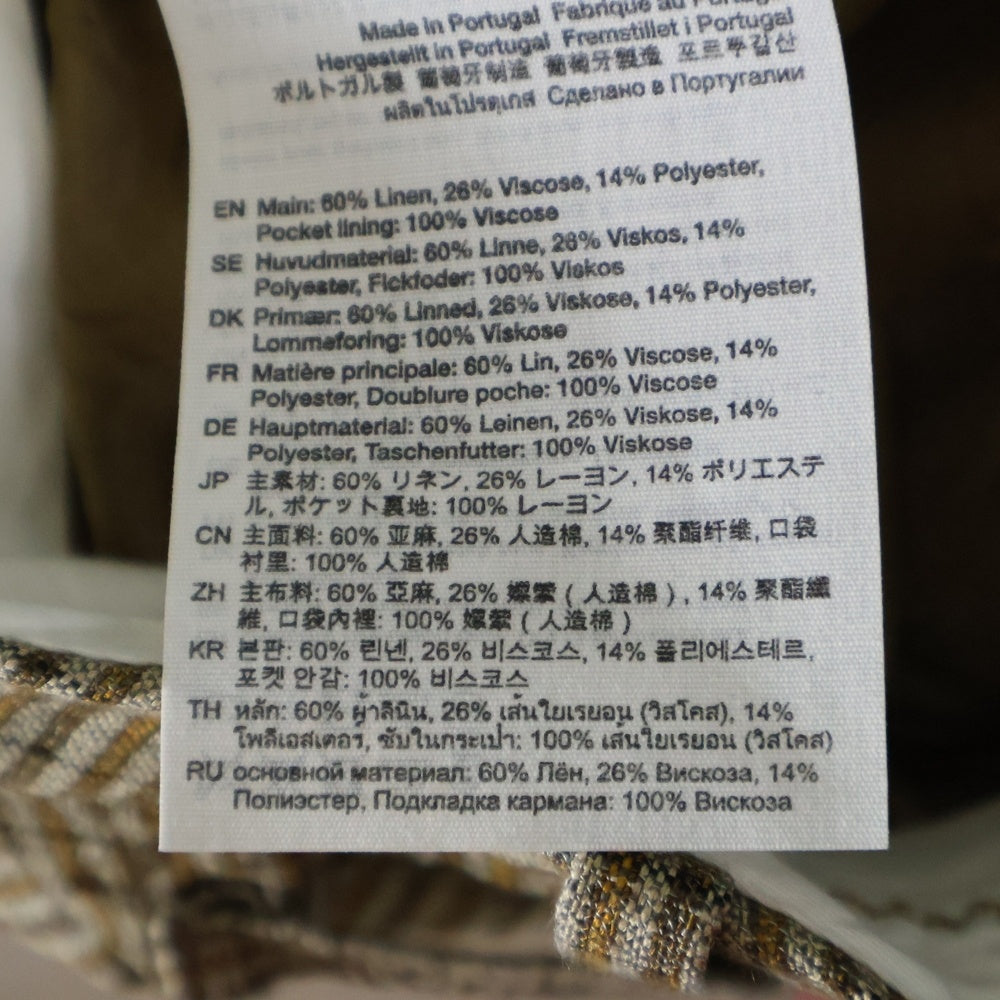 Made in Portugal Fabriqué au Portugal
Hergestellt in Portugal Fremstillet i Portugal
ポルトガル製 葡萄牙制造 葡萄牙製造 포르투갈산
ผลิตในโปรตุเกส Сделано в Португалии
EN Main: 60% Linen, 26% Viscose, 14% Polyester,
Pocket lining: 100% Viscose
SE Huvudmaterial: 60% Linne, 26% Viskos, 14%
Polyester, Fickfoder: 100% Viskos
DK Primær: 60% Linned, 26% Viskose, 14% Polyester,
Lommeforing: 100% Viskose
FR Matière principale: 60% Lin, 26% Viscose, 14%
Polyester, Doublure poche: 100% Viscose
DE Hauptmaterial: 60% Leinen, 26% Viskose, 14%
Polyester, Taschenfutter: 100% Viskose
JP 主素材: 60% リネン, 26% レーヨン, 14% ポリエステ
ル, ポケット裏地: 100% レーヨン
CN 主面料: 60% 亚麻, 26% 人造棉, 14% 聚酯纤维, 口袋
衬里: 100% 人造棉
ZH 主布料: 60% 亞麻, 26% 嫘縈 ( 人造棉 ) , 14% 聚酯纖
維, 口袋內裡: 100% 嫘縈 ( 人造棉 )
KR 본판: 60% 린넨, 26% 비스코스, 14% 폴리에스테르,
포켓 안감: 100% 비스코스
TH หลัก: 60% ผ้าลินิน, 26% เส้นใยเรยอน (วิสโคส), 14%
โพลีเอสเตอร, ซับในกระเป๋า: 100% เส้นใยเรยอน (วิสโคส)
RU основной материал: 60% Лён, 26% Вискоза, 14%
Полиэстер, Подкладка кармана: 100% Вискоза